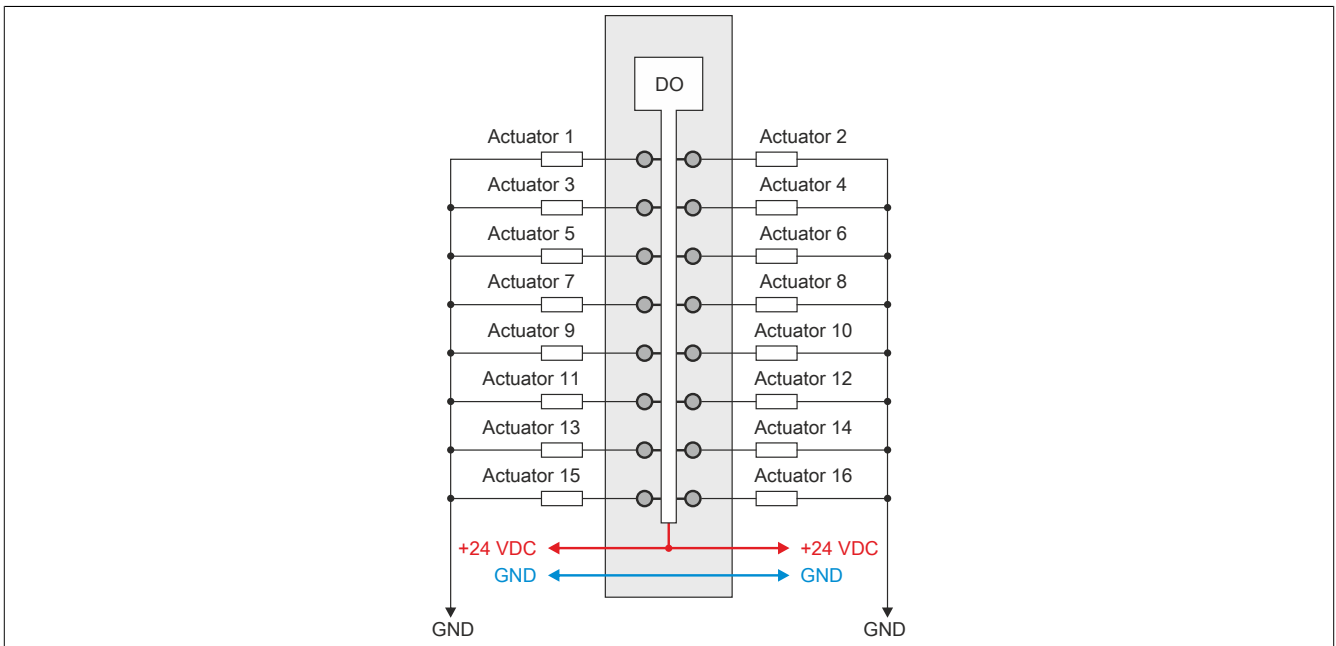 DO
Actuator 1 Actuator 2
Actuator 3 Actuator 4
Actuator 5 Actuator 6
Actuator 7 Actuator 8
Actuator 9 Actuator 10
Actuator 11 Actuator 12
Actuator 13 Actuator 14
Actuator 15 Actuator 16
+24 VDC +24 VDC
GND GND
GND GND